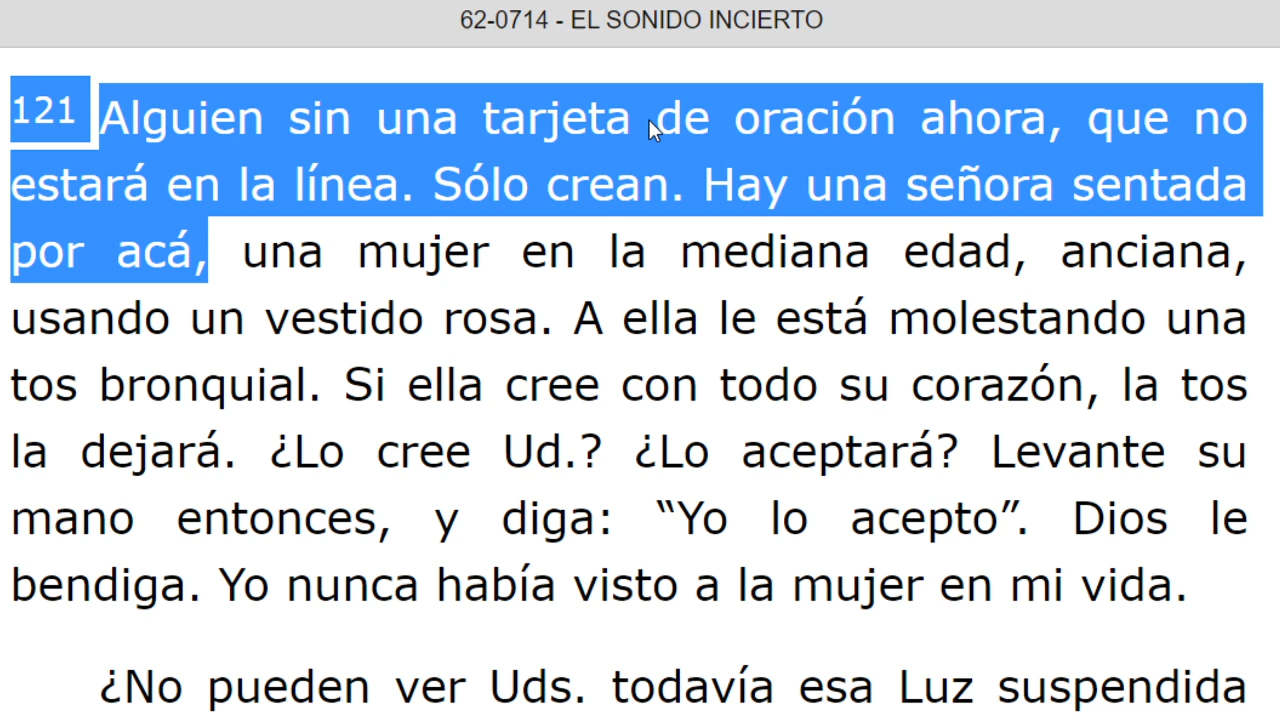 62-0714 - EL SONIDO INCIERTO
121 Alguien sin una tarjeta de oración ahora, que no
estará en la línea. Sólo crean. Hay una señora sentada
por acá, una mujer en la mediana edad, anciana,
usando un vestido rosa. A ella le está molestando una
tos bronquial. Si ella cree con todo su corazón, la tos
la dejará. ¿Lo cree Ud.? ¿Lo aceptará? Levante su
mano entonces, y diga: “Yo lo acepto”. Dios le
bendiga. Yo nunca había visto a la mujer en mi vida.
¿No pueden ver Uds. todavía esa Luz suspendida